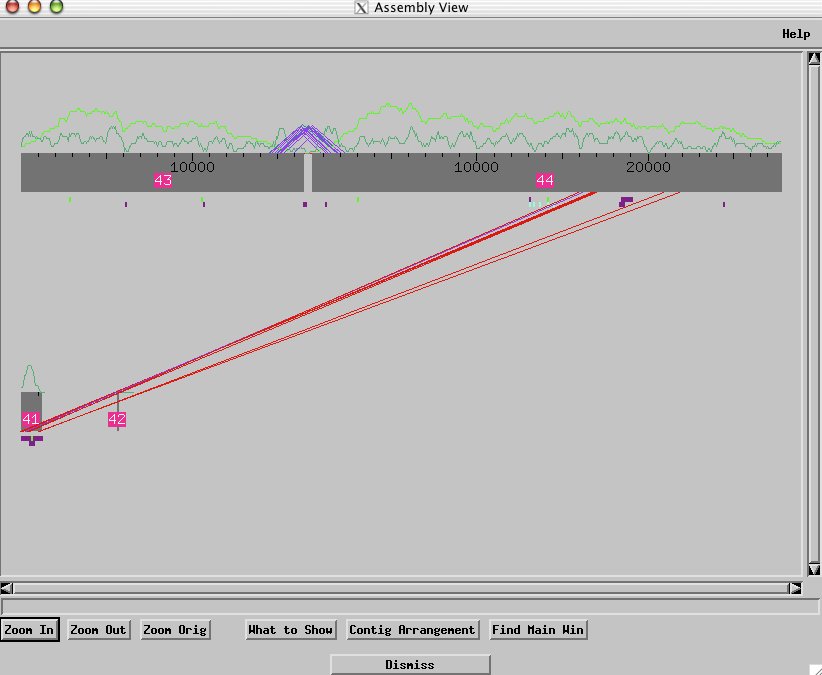 Assembly View
Help
10000 10000 20000
43 44
41 42
Zoom In Zoom Out Zoom Orig What to Show Contig Arrangement Find Main Win
Dismiss